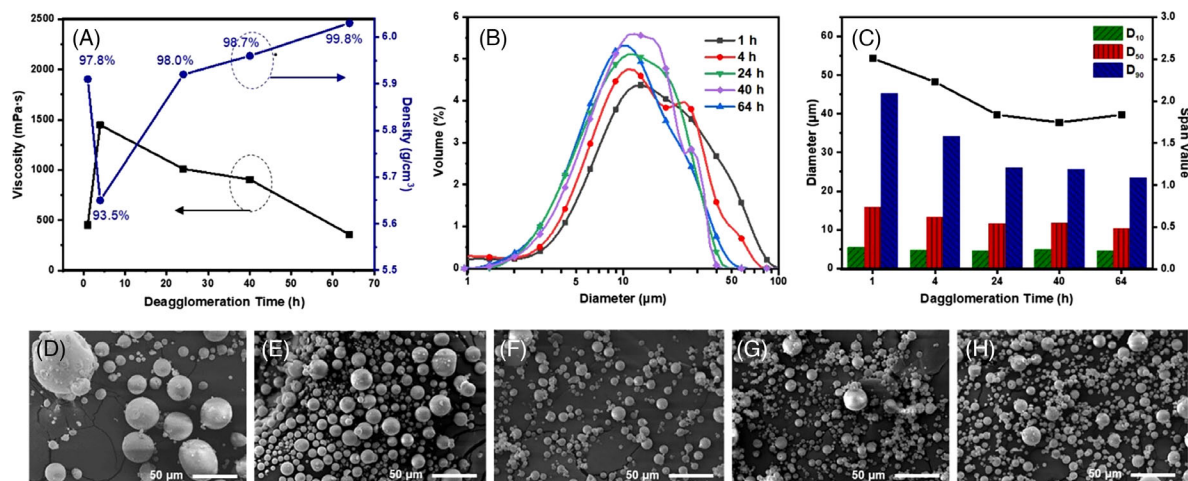 (A)
2500
2000
1500
1000
500
0
Viscosity (mPa·s)
97.8%
93.5%
98.0%
98.7%
99.8%
6.0
5.9
5.8
5.7
5.6
5.5
Density (g/cm³)
0 10 20 30 40 50 60 70
Deagglomeration Time (h)
(B)
6
5
4
3
2
1
0
Volume (%)
1 h
4 h
24 h
40 h
64 h
1 5 10 50 100
Diameter (µm)
(C)
60
50
40
30
20
10
0
Diameter (µm)
D10
D50
D90
3.0
2.5
2.0
1.5
1.0
0.5
0.0
Span Value
1 4 24 40 64
Dagglomeration Time (h)
(D)
50 µm
(E)
50 µm
(F)
50 µm
(G)
50 µm
(H)
50 µm